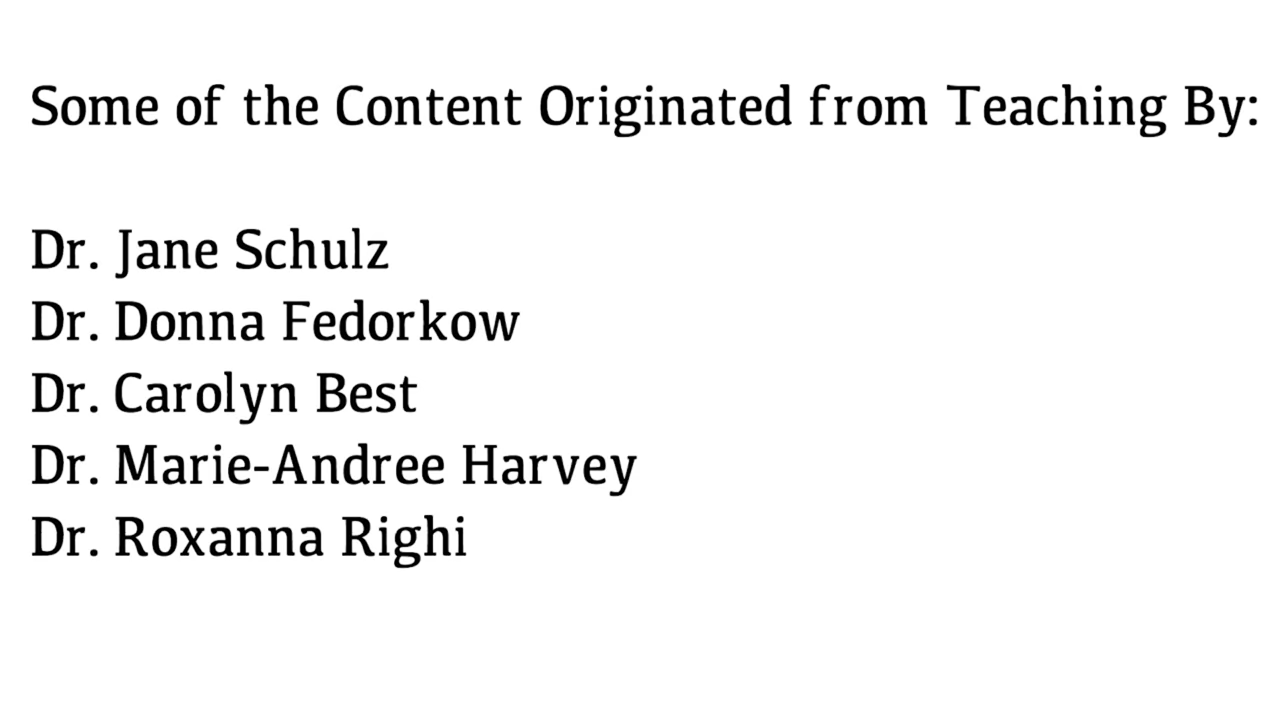 Some of the Content Originated from Teaching By:
Dr. Jane Schulz
Dr. Donna Fedorkow
Dr. Carolyn Best
Dr. Marie-Andree Harvey
Dr. Roxanna Righi